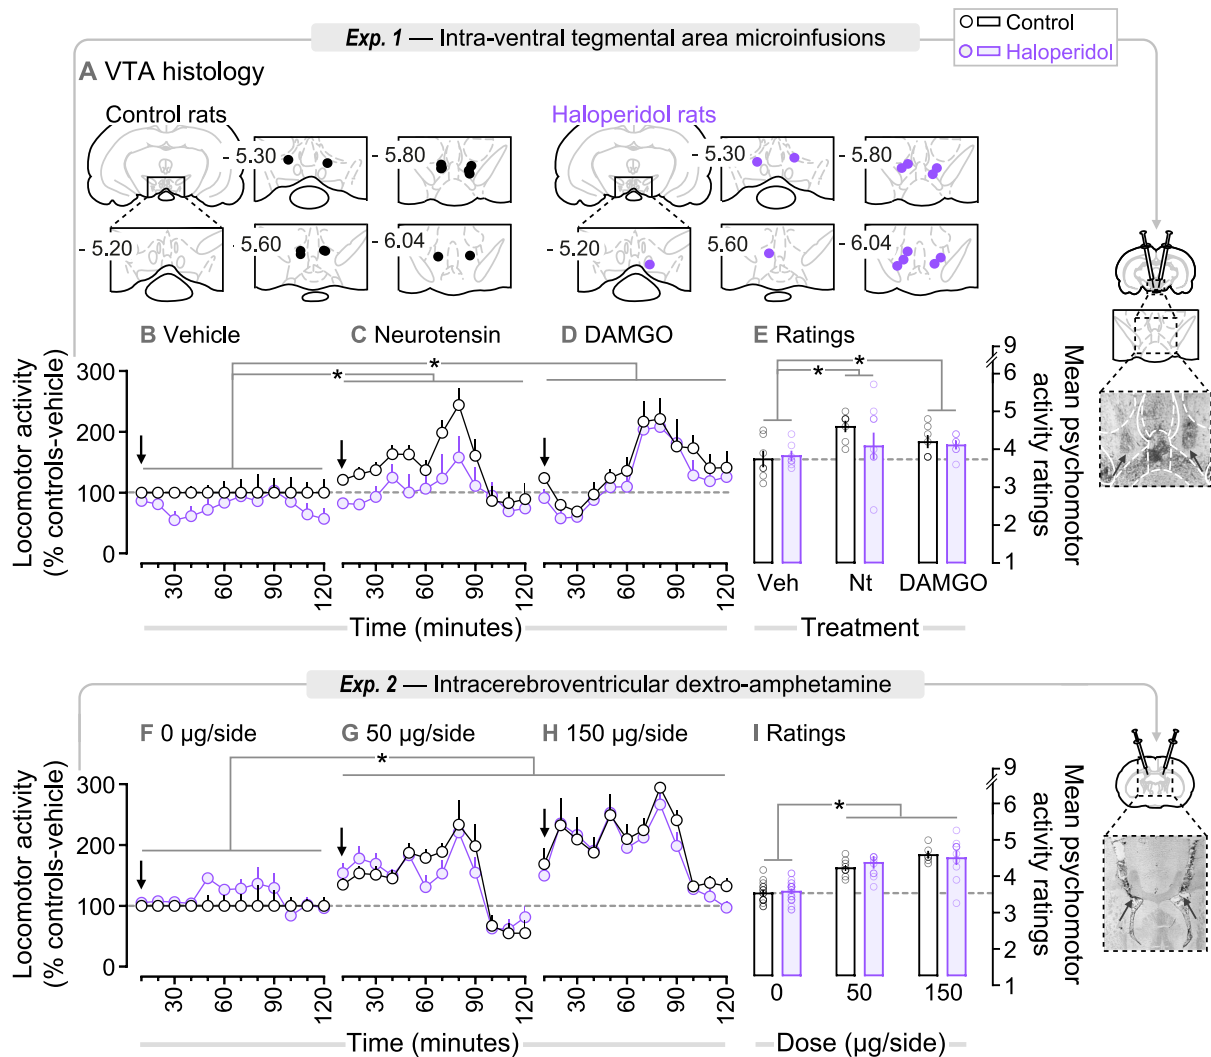 Exp. 1 — Intra-ventral tegmental area microinfusions
Control
Haloperidol
A VTA histology
Control rats
Haloperidol rats
- 5.30
- 5.80
- 5.30
- 5.80
- 5.20
- 5.60
- 6.04
- 5.20
5.60
- 6.04
B Vehicle
C Neurotensin
D DAMGO
E Ratings
Locomotor activity
(% controls-vehicle)
300
200
100
0
*
*
*
*
30
60
90
120
30
60
90
120
30
60
90
120
Time (minutes)
Veh
Nt
DAMGO
Treatment
9
6
5
4
3
2
1
Mean psychomotor
activity ratings
Exp. 2 — Intracerebroventricular dextro-amphetamine
F 0 µg/side
G 50 µg/side
H 150 µg/side
I Ratings
Locomotor activity
(% controls-vehicle)
300
200
100
0
*
*
30
60
90
120
30
60
90
120
30
60
90
120
Time (minutes)
0
50
150
Dose (µg/side)
9
6
5
4
3
2
1
Mean psychomotor
activity ratings